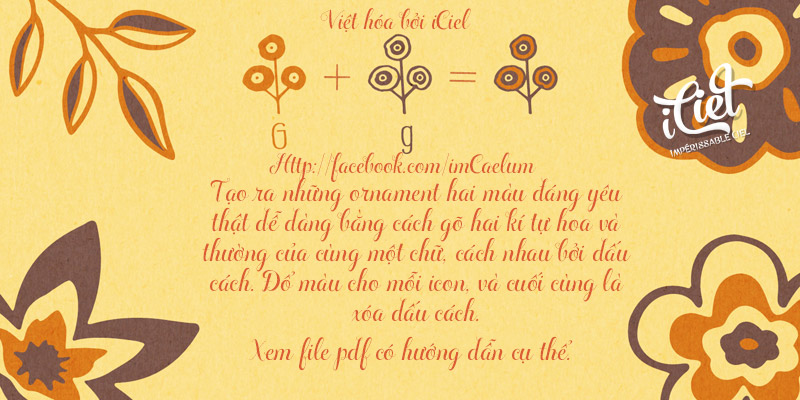 Việt hóa bởi iCiel
+ =
G g
Http://facebook.com/imCaelum
Tạo ra những ornament hai màu đáng yêu
thật dễ dàng bằng cách gõ hai kí tự hoa và
thường của cùng một chữ, cách nhau bởi dấu
cách. Đổ màu cho mỗi icon, và cuối cùng là
xóa dấu cách.
Xem file pdf có hướng dẫn cụ thể.
iCiel
IMPÉRISSABLE CIEL